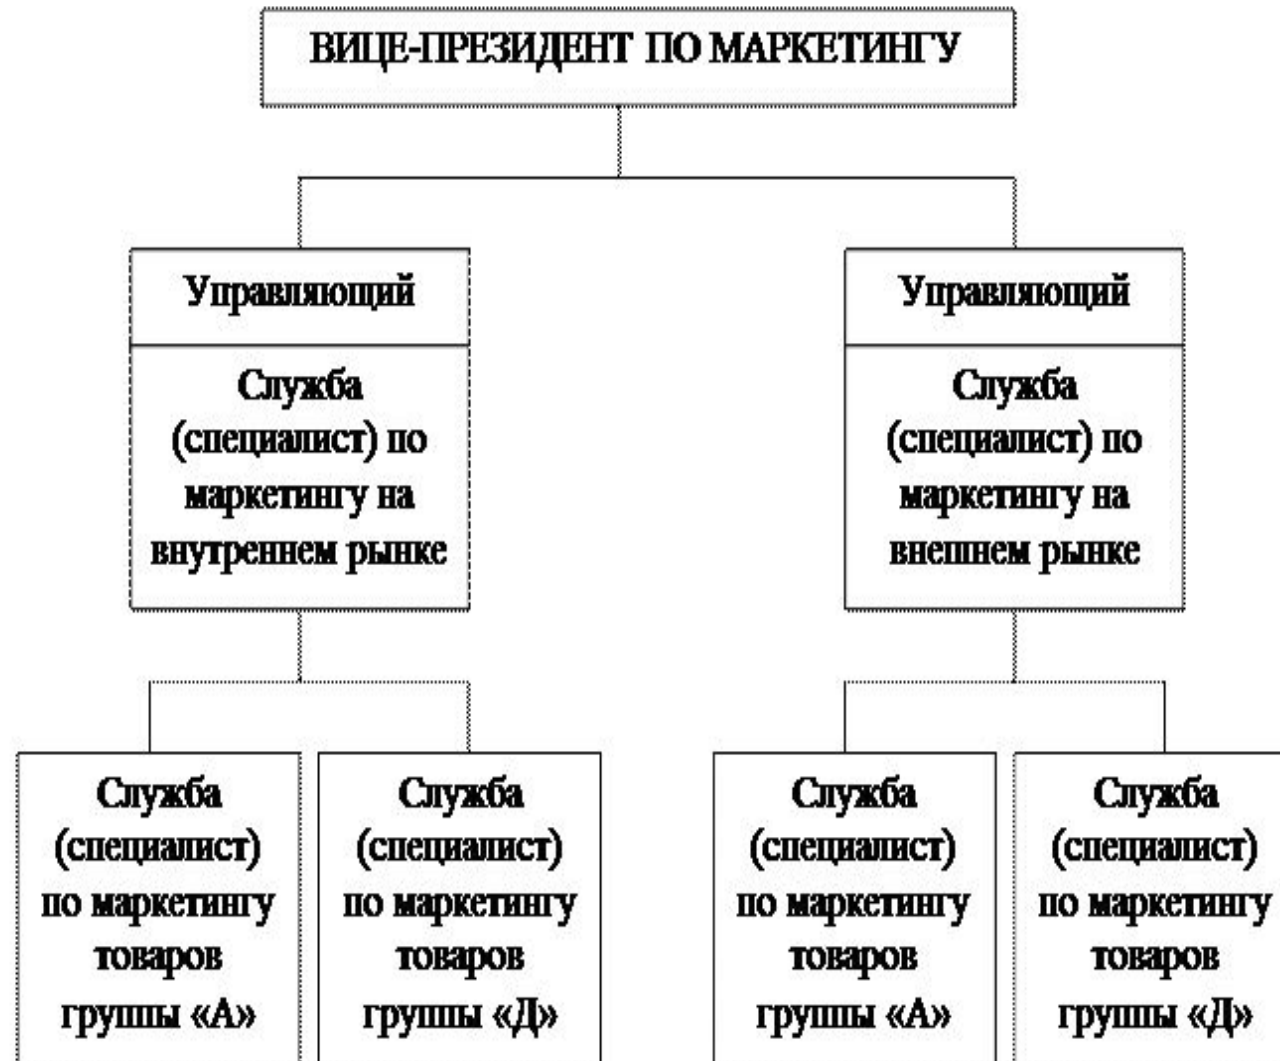 ВИЦЕ-ПРЕЗИДЕНТ ПО МАРКЕТИНГУ
Управляющий
Служба
(специалист) по
маркетингу на
внутреннем рынке
Управляющий
Служба
(специалист) по
маркетингу на
внешнем рынке
Служба
(специалист)
по маркетингу
товаров
группы «А»
Служба
(специалист)
по маркетингу
товаров
группы «Д»
Служба
(специалист)
по маркетингу
товаров
группы «А»
Служба
(специалист)
по маркетингу
товаров
группы «Д»